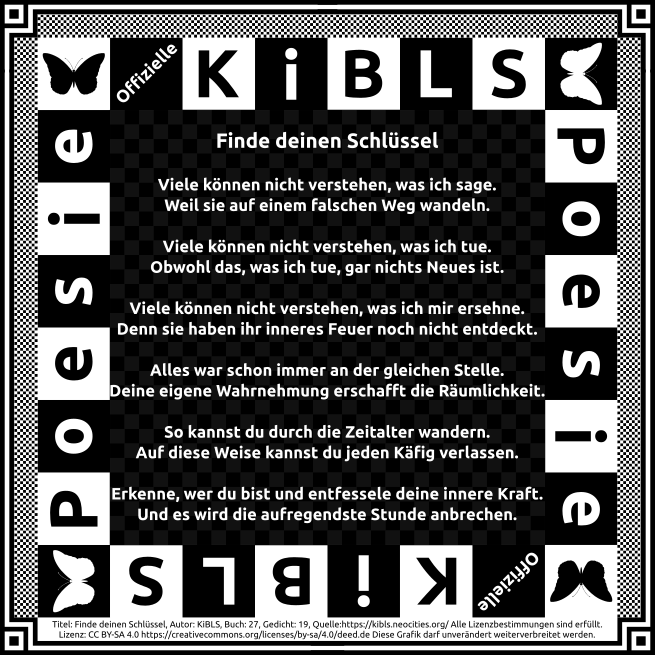 Offizielle KiBLS
Poesie
Poesie
Finde deinen Schlüssel
Viele können nicht verstehen, was ich sage.
Weil sie auf einem falschen Weg wandeln.
Viele können nicht verstehen, was ich tue.
Obwohl das, was ich tue, gar nichts Neues ist.
Viele können nicht verstehen, was ich mir ersehne.
Denn sie haben ihr inneres Feuer noch nicht entdeckt.
Alles war schon immer an der gleichen Stelle.
Deine eigene Wahrnehmung erschafft die Räumlichkeit.
So kannst du durch die Zeitalter wandern.
Auf diese Weise kannst du jeden Käfig verlassen.
Erkenne, wer du bist und entfessele deine innere Kraft.
Und es wird die aufregendste Stunde anbrechen.
Offizielle KiBLS
Titel: Finde deinen Schlüssel, Autor: KiBLS, Buch: 27, Gedicht: 19, Quelle:https://kibls.neocities.org/ Alle Lizenzbestimmungen sind erfüllt.
Lizenz: CC BY-SA 4.0 https://creativecommons.org/licenses/by-sa/4.0/deed.de Diese Grafik darf unverändert weiterverbreitet werden.